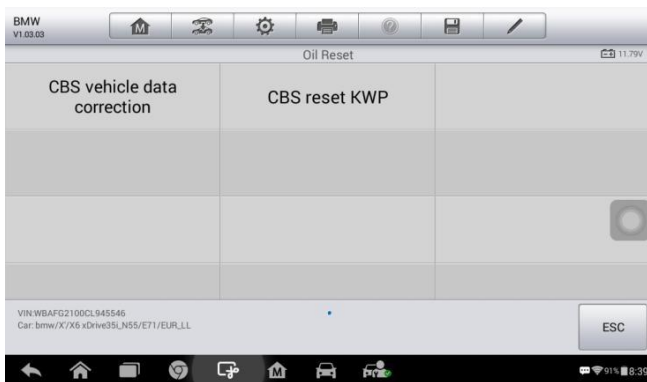 BMW
V1.03.03
Oil Reset
11.79V
CBS vehicle data
correction
CBS reset KWP
VIN:WBAFG2100CL945546
Car: bmw/X'/X6 xDrive35i_N55/E71/EUR_LL
ESC
91% 8:39